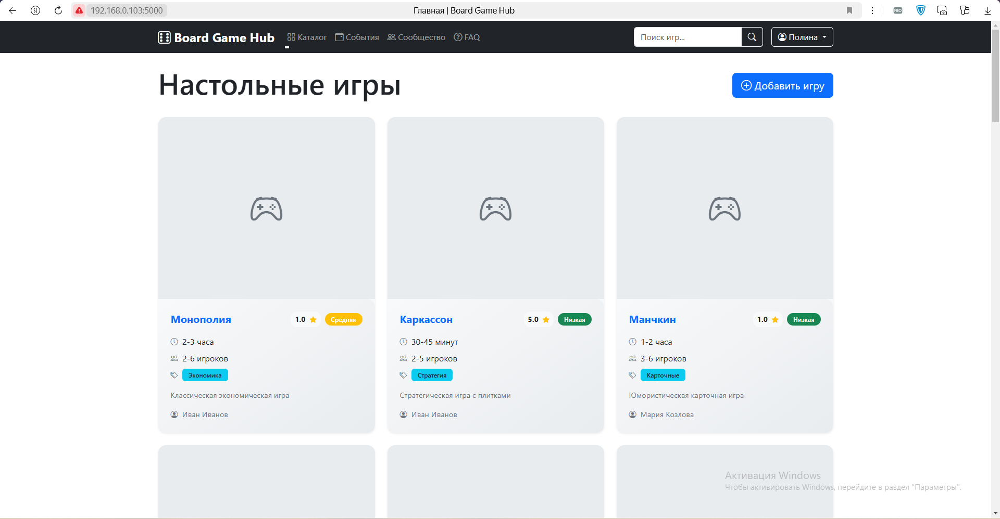 192.168.0.103:5000
Главная | Board Game Hub
NEO
Board Game Hub
Каталог
События
Сообщество
FAQ
Поиск игр...
Полина
Настольные игры
Добавить игру
Монополия
1.0
Средняя
2-3 часа
2-6 игроков
Экономика
Классическая экономическая игра
Иван Иванов
Каркассон
5.0
Низкая
30-45 минут
2-5 игроков
Стратегия
Стратегическая игра с плитками
Иван Иванов
Манчкин
1.0
Низкая
1-2 часа
3-6 игроков
Карточные
Юмористическая карточная игра
Мария Козлова
Активация Windows
Чтобы активировать Windows, перейдите в раздел "Параметры".